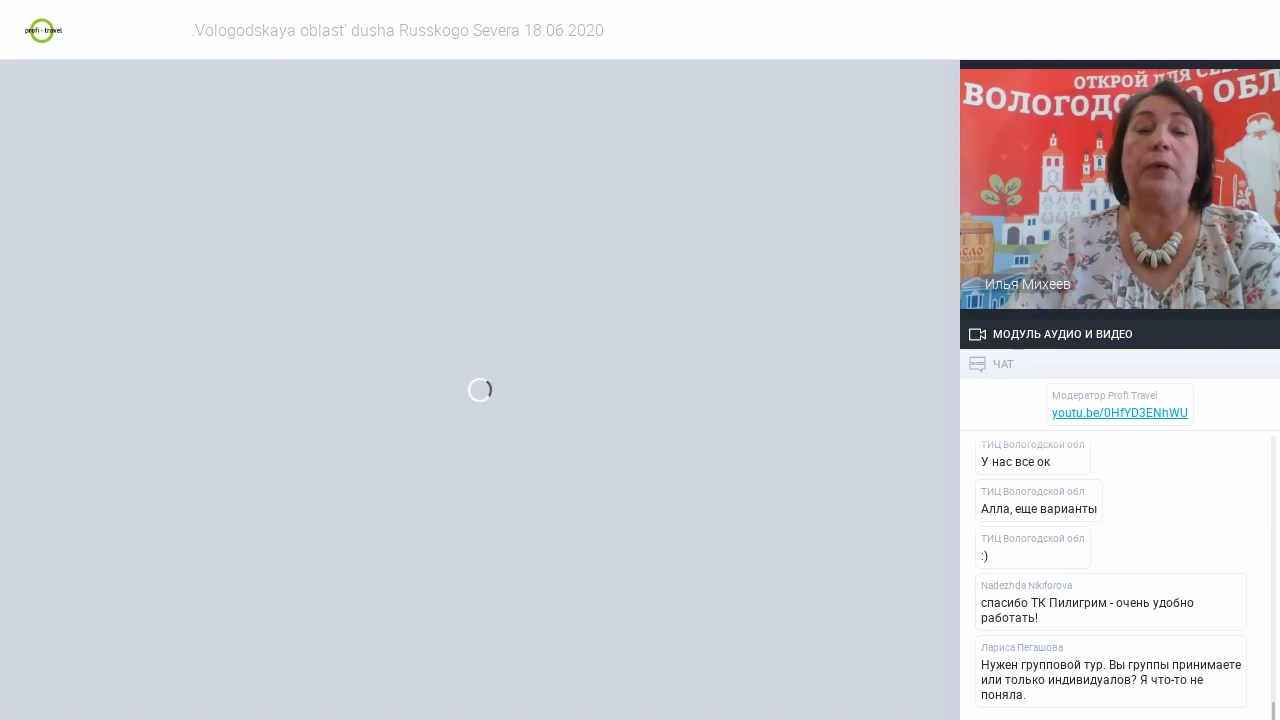 profi travel
.Vologodskaya oblast' dusha Russkogo Severa 18.06.2020
ОТКРОЙ ДЛЯ
ВОЛОГОД
ОБЛ
Илья Михеев
МОДУЛЬ АУДИО И ВИДЕО
ЧАТ
Модератор Profi.Travel
youtu.be/0HfYD3ENhWU
ТИЦ Вологодской обл
У нас все ок
ТИЦ Вологодской обл
Алла, еще варианты
ТИЦ Вологодской обл
:)
Nadezhda Nikiforova
спасибо ТК Пилигрим - очень удобно
работать!
Лариса Пегашова
Нужен групповой тур. Вы группы принимаете
или только индивидуалов? Я что-то не
поняла.